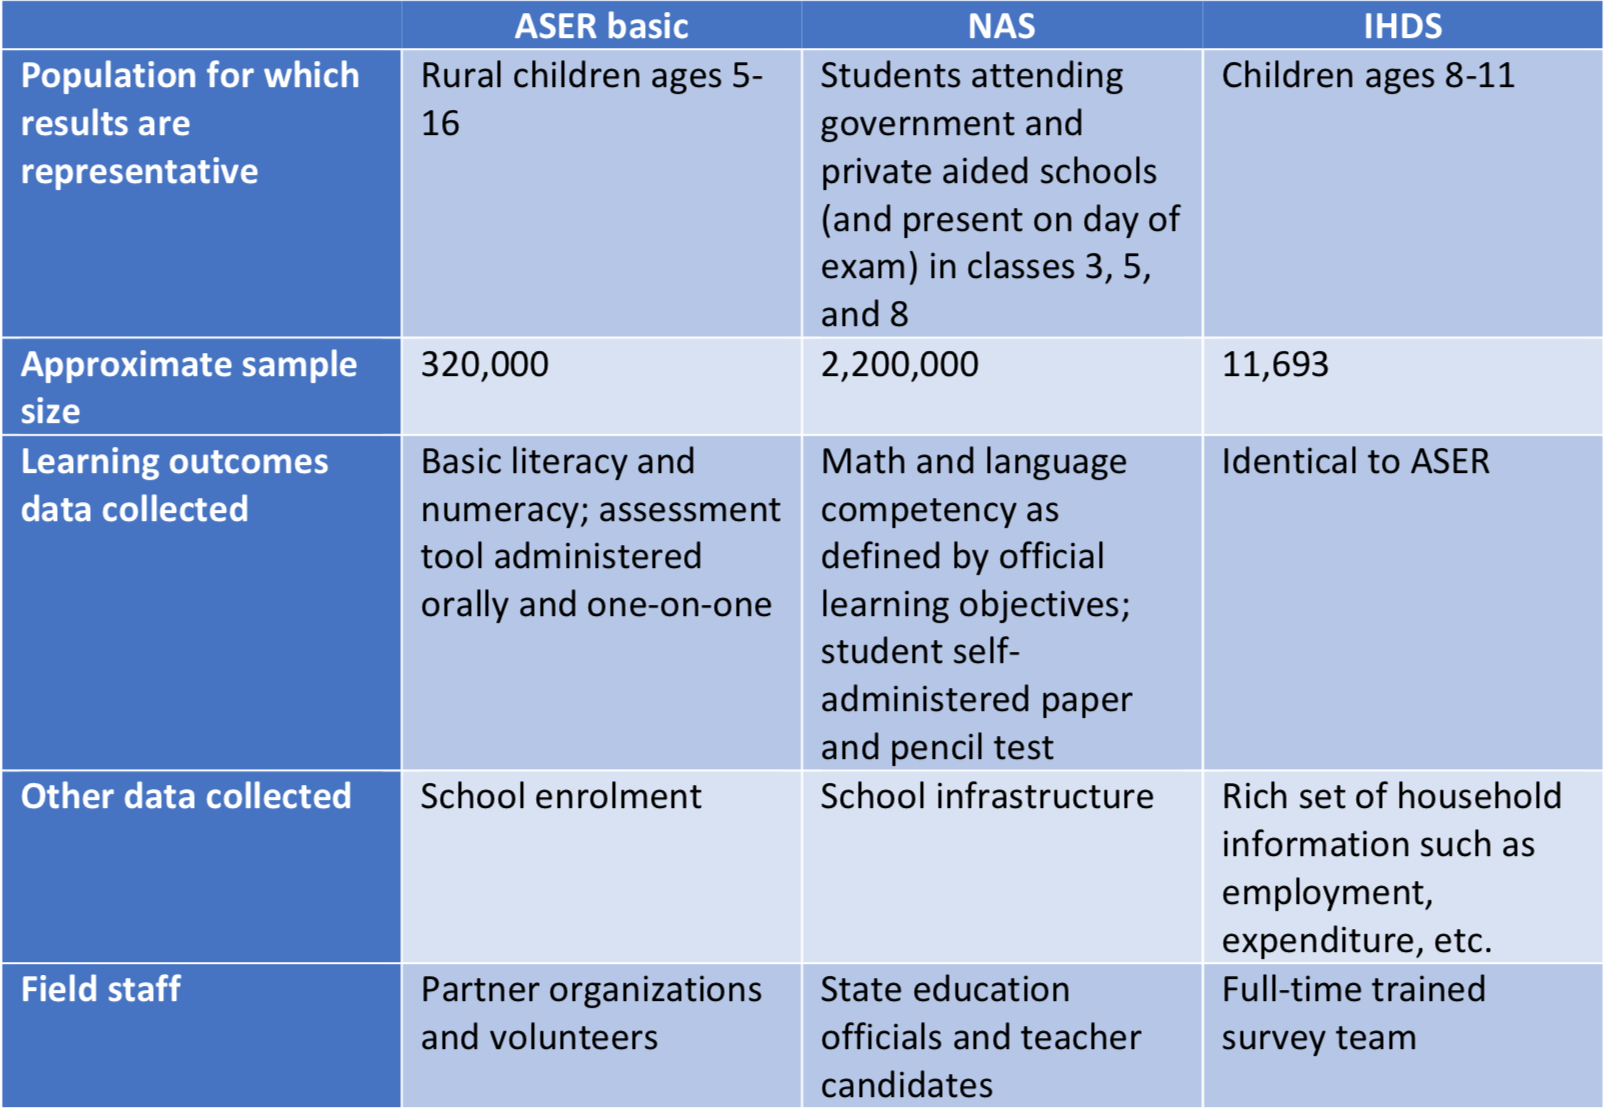 ASER basic NAS IHDS
Population for which
results are
representative
Rural children ages 5-
16
Students attending
government and
private aided schools
(and present on day of
exam) in classes 3, 5,
and 8
Children ages 8-11
Approximate sample
size
320,000
2,200,000
11,693
Learning outcomes
data collected
Basic literacy and
numeracy; assessment
tool administered
orally and one-on-one
Math and language
competency as
defined by official
learning objectives;
student self-
administered paper
and pencil test
Identical to ASER
Other data collected
School enrolment
School infrastructure
Rich set of household
information such as
employment,
expenditure, etc.
Field staff
Partner organizations
and volunteers
State education
officials and teacher
candidates
Full-time trained
survey team